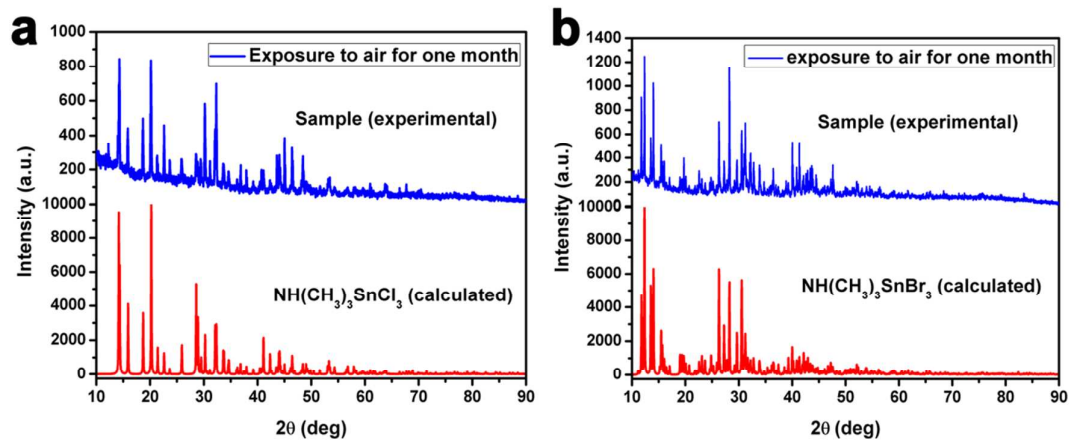 a
1000
800
600
400
200
10000
8000
6000
4000
2000
0
Intensity (a.u.)
Exposure to air for one month
Sample (experimental)
NH(CH₃)₃SnCl₃ (calculated)
10 20 30 40 50 60 70 80 90
2θ (deg)
b
1400
1200
1000
800
600
400
200
10000
8000
6000
4000
2000
0
Intensity (a.u.)
exposure to air for one month
Sample (experimental)
NH(CH₃)₃SnBr₃ (calculated)
10 20 30 40 50 60 70 80 90
2θ (deg)